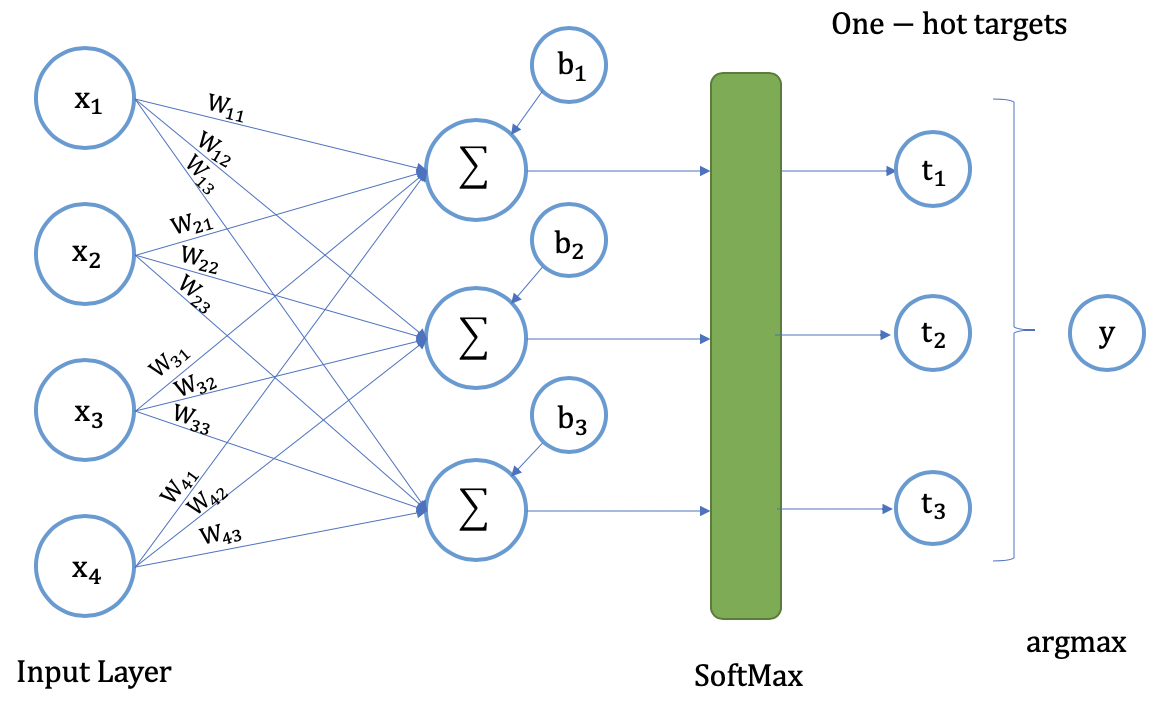 One − hot targets
x₁
x₂
x₃
x₄
W₁₁
W₁₂
W₁₃
W₂₁
W₂₂
W₂₃
W₃₁
W₃₂
W₃₃
W₄₁
W₄₂
W₄₃
b₁
∑
b₂
∑
b₃
∑
t₁
t₂
t₃
y
Input Layer
SoftMax
argmax